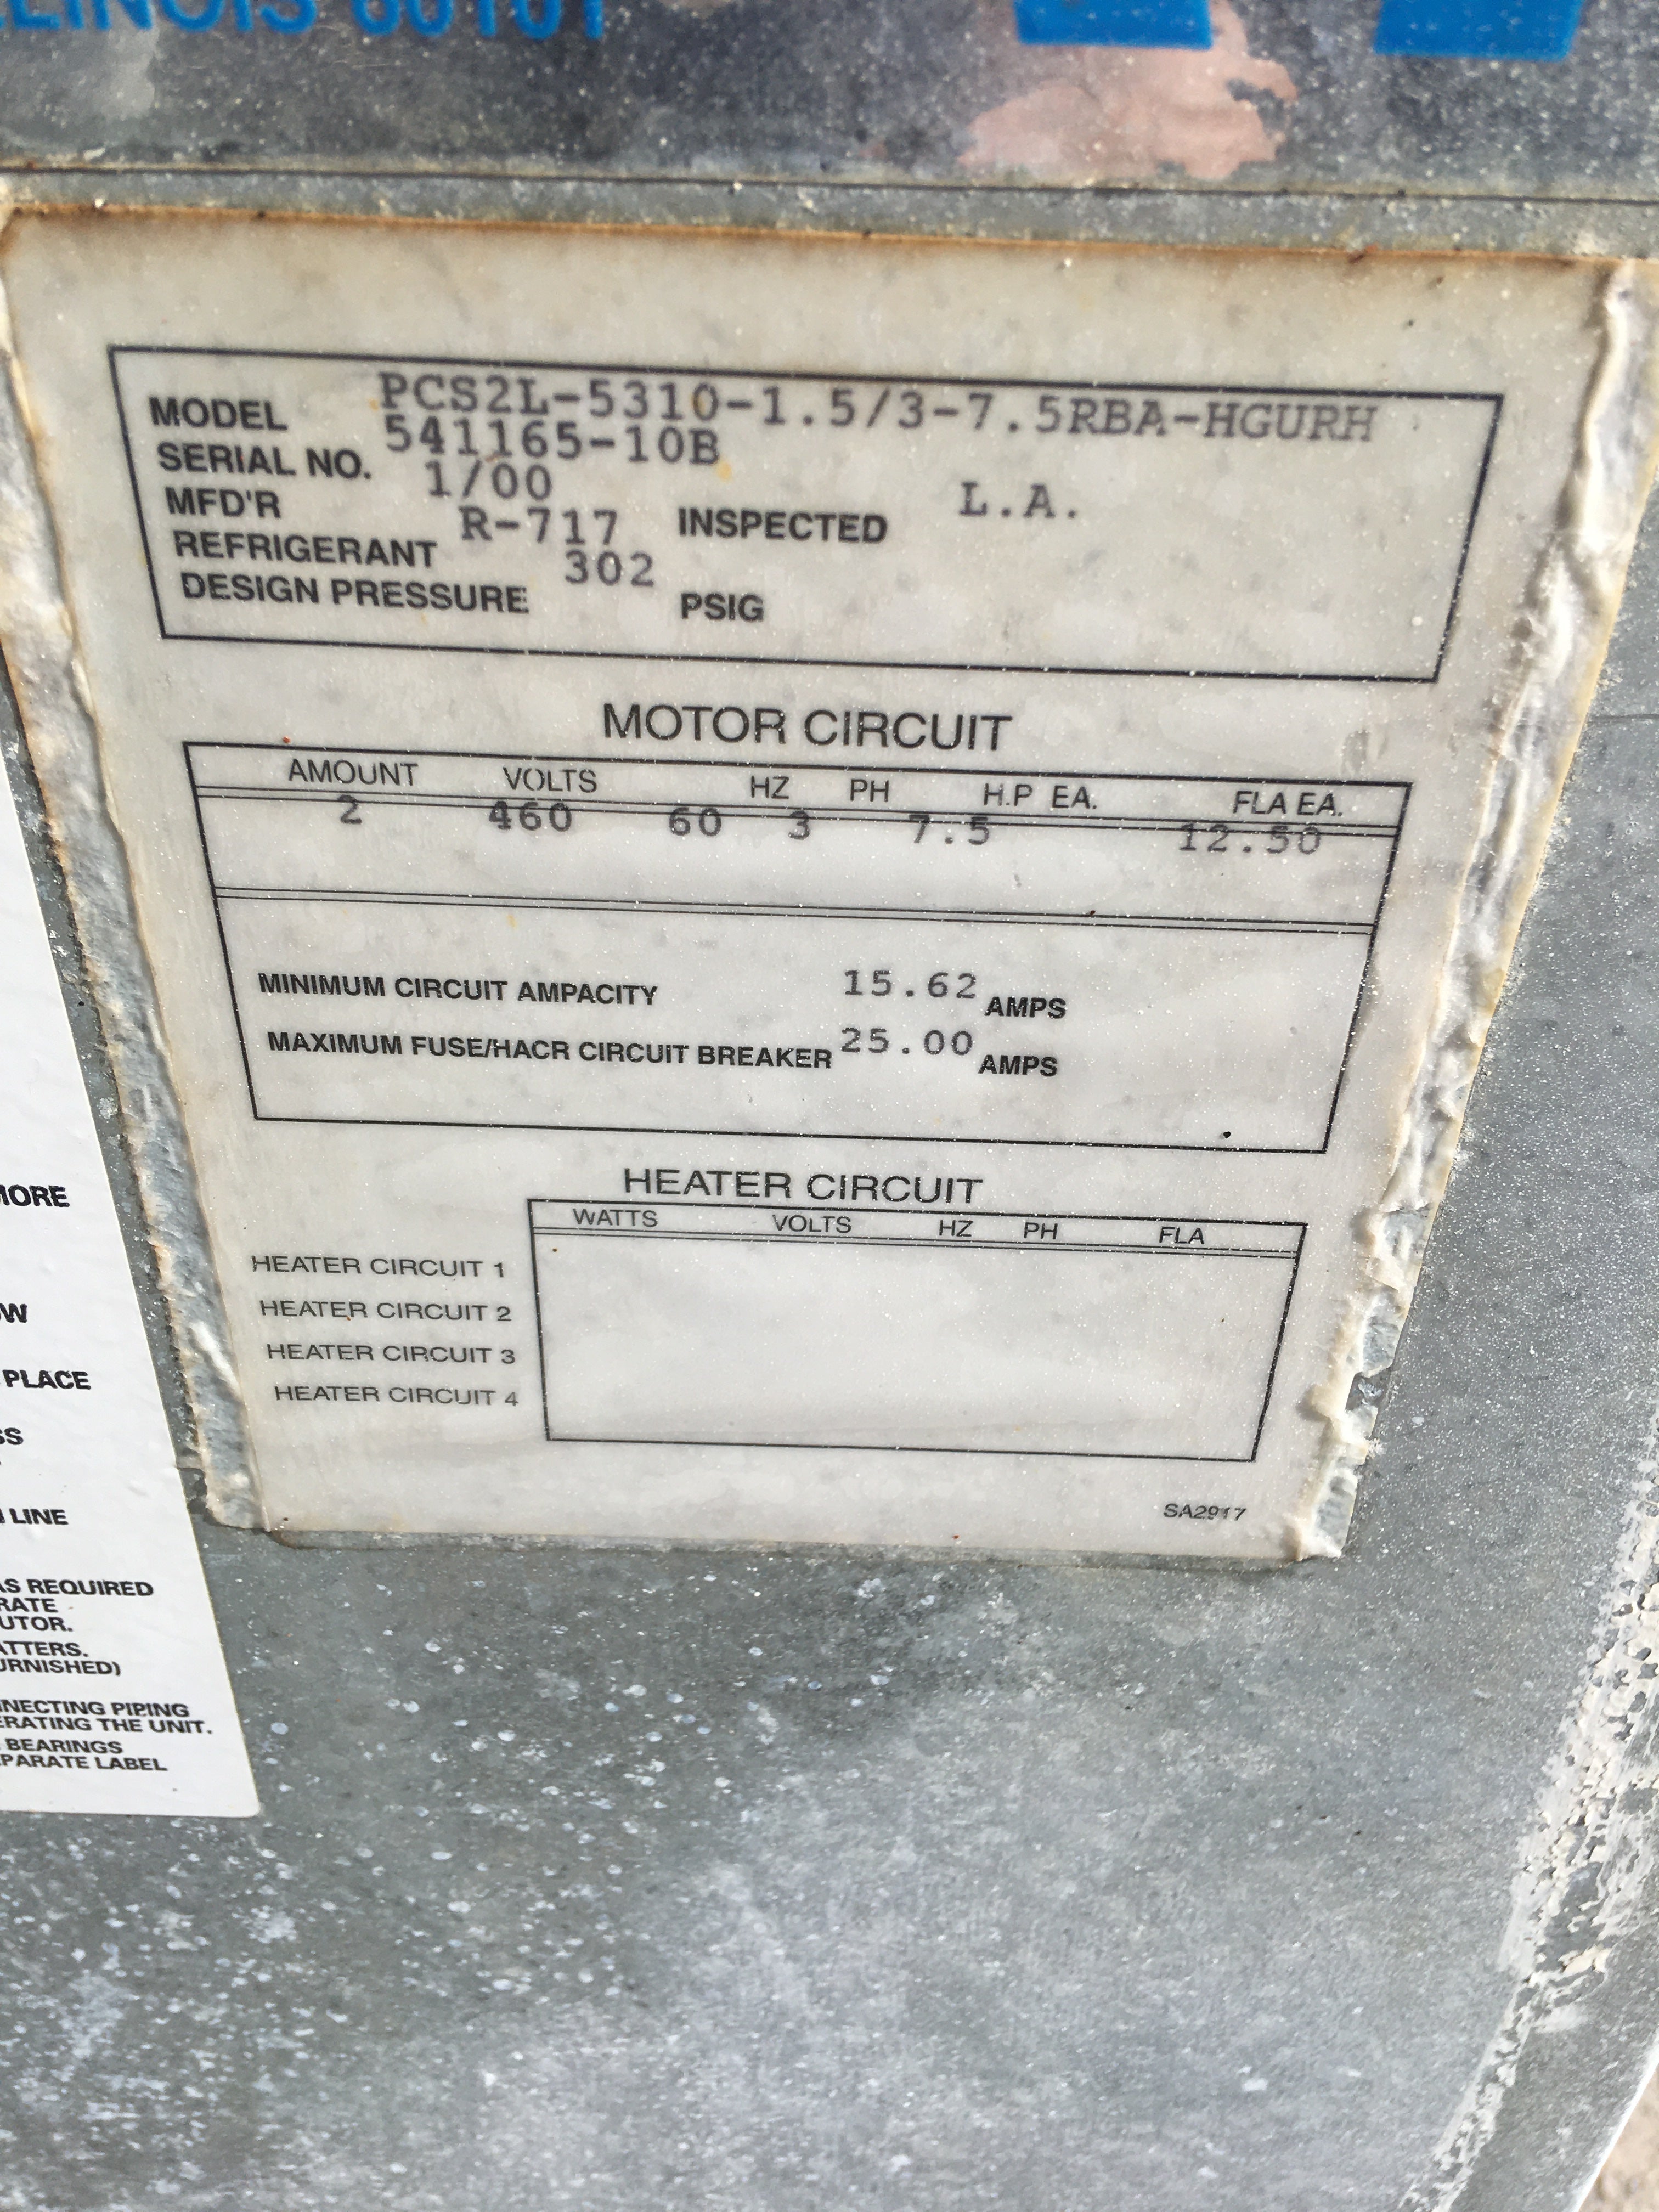 ILLINOIS 60101
MODEL PCS2L-5310-1.5/3-7.5RBA-HGURH
SERIAL NO. 541165-10B
MFD'R 1/00 INSPECTED L.A.
REFRIGERANT R-717
DESIGN PRESSURE 302 PSIG
MOTOR CIRCUIT
AMOUNT VOLTS HZ PH H.P EA. FLA EA.
2 460 60 3 7.5 12.50
MINIMUM CIRCUIT AMPACITY 15.62 AMPS
MAXIMUM FUSE/HACR CIRCUIT BREAKER 25.00 AMPS
HEATER CIRCUIT
WATTS VOLTS HZ PH FLA
HEATER CIRCUIT 1
HEATER CIRCUIT 2
HEATER CIRCUIT 3
HEATER CIRCUIT 4
SA2917
PLACE
LINE
AS REQUIRED
BEARINGS
LABEL
NNECTING PIPING
ERATING THE UNIT.
URNISHED)